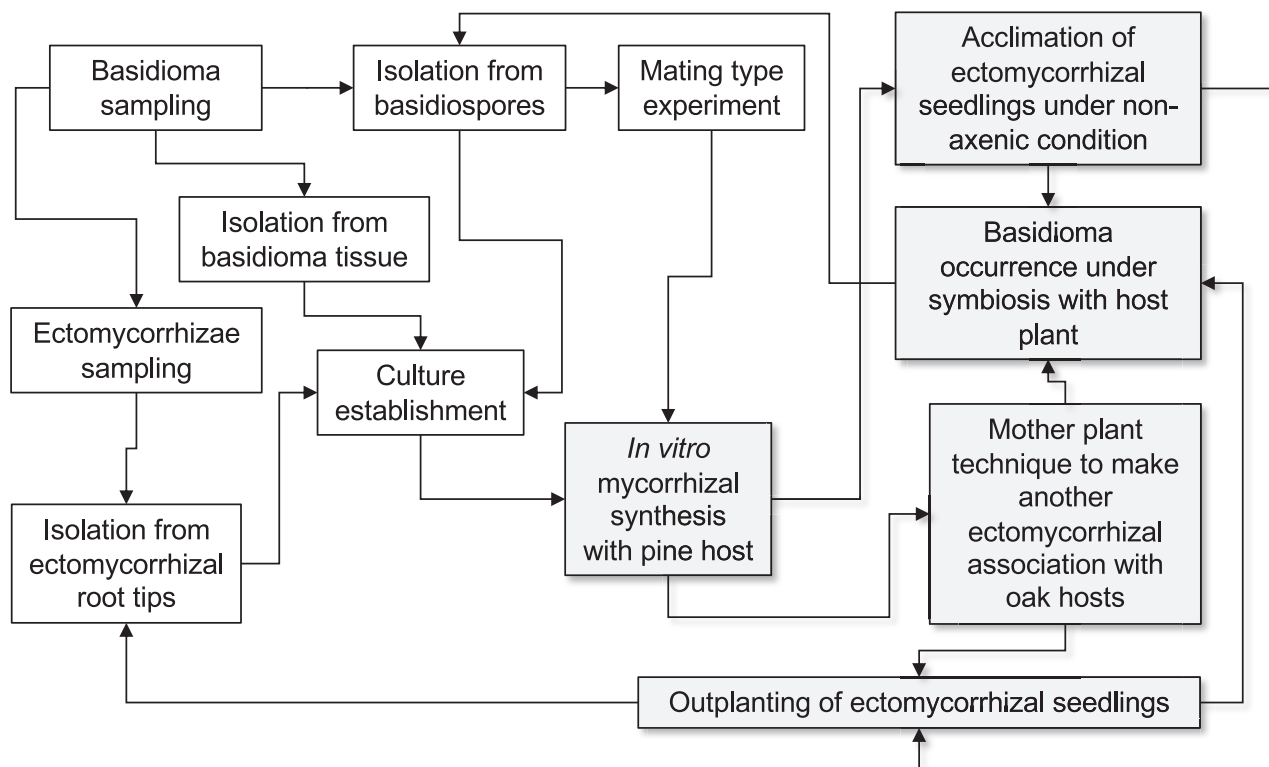 Basidioma
sampling
Isolation from
basidiospores
Mating type
experiment
Acclimation of
ectomycorrhizal
seedlings under non-
axenic condition
Isolation from
basidioma tissue
Basidioma
occurrence under
symbiosis with host
plant
Ectomycorrhizae
sampling
Culture
establishment
In vitro
mycorrhizal
synthesis
with pine host
Mother plant
technique to make
another
ectomycorrhizal
association with
oak hosts
Isolation from
ectomycorrhizal
root tips
Outplanting of ectomycorrhizal seedlings